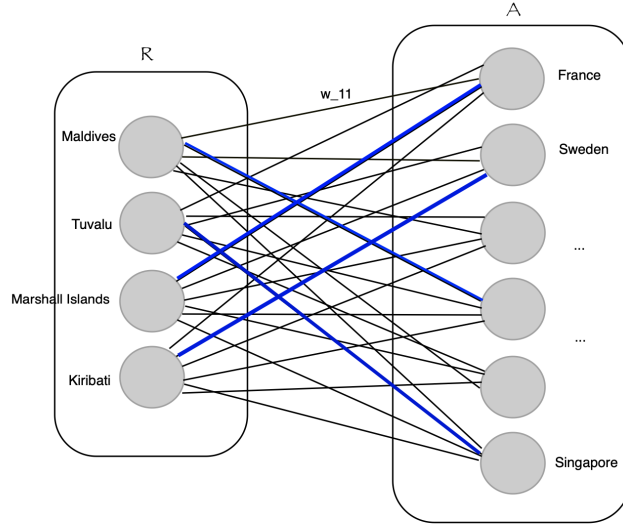 R
A
w_11
Maldives
Tuvalu
Marshall Islands
Kiribati
France
Sweden
...
...
Singapore